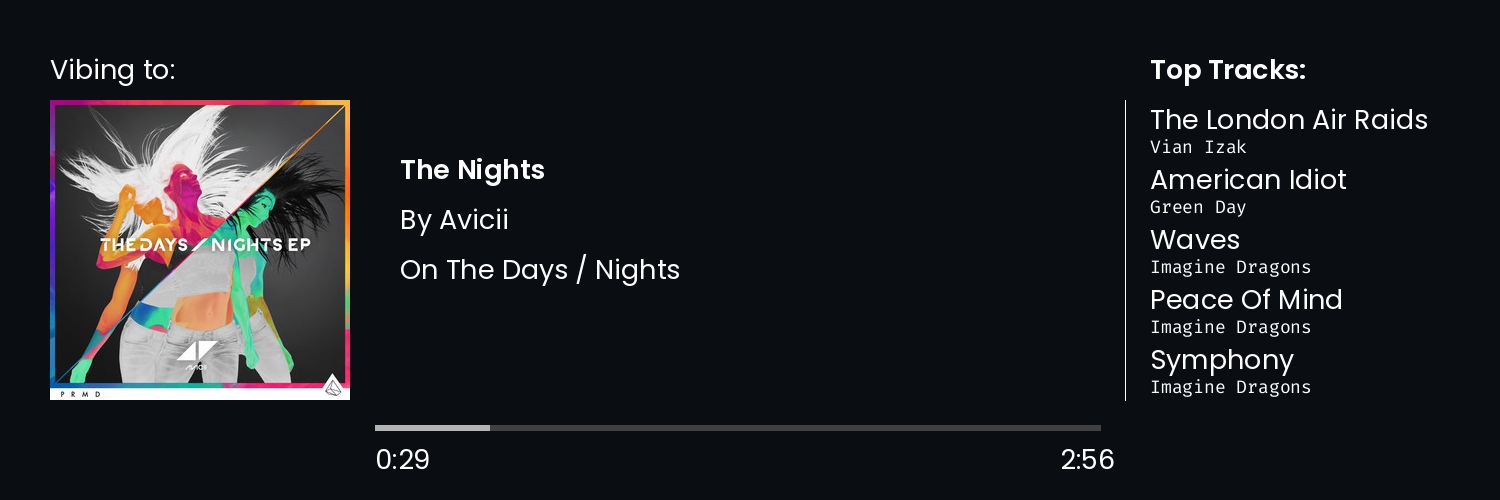 Vibing to:
THE DAYS / NIGHTS EP
AVICII
PRMD
The Nights
By Avicii
On The Days / Nights
0:29
2:56
Top Tracks:
The London Air Raids
Vian Izak
American Idiot
Green Day
Waves
Imagine Dragons
Peace Of Mind
Imagine Dragons
Symphony
Imagine Dragons